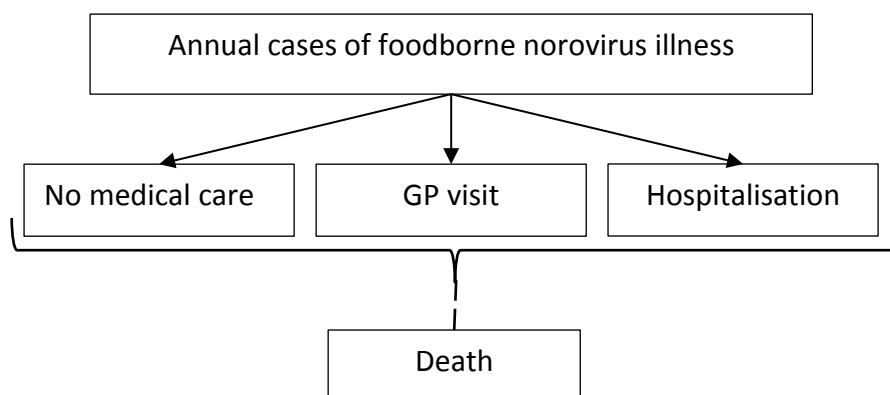 Annual cases of foodborne norovirus illness
No medical care
GP visit
Hospitalisation
Death